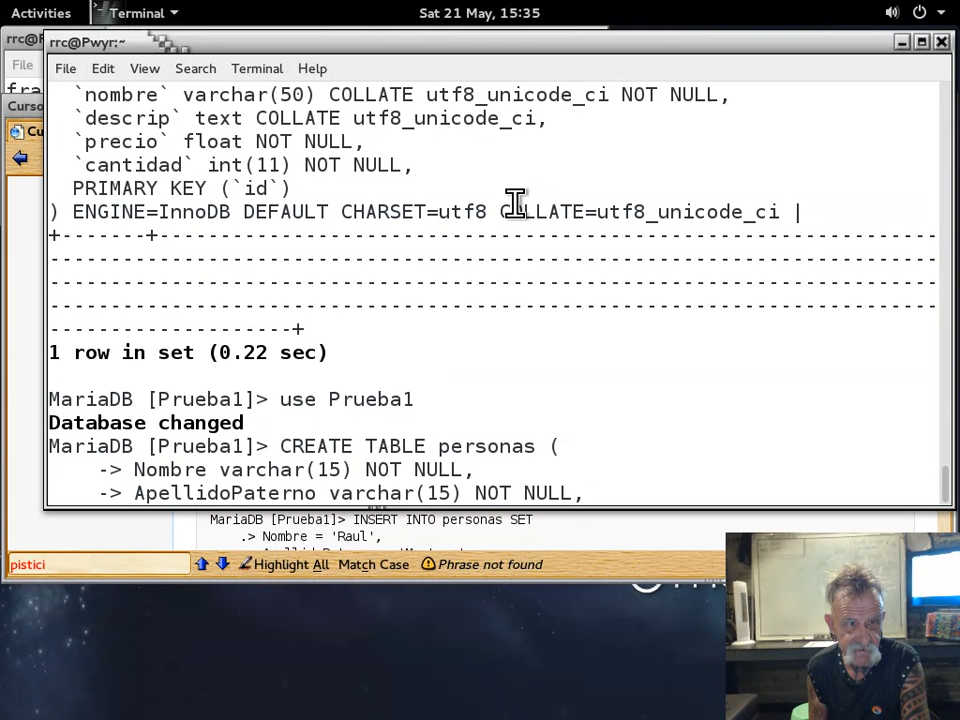 Activities
Terminal
Sat 21 May, 15:35
rrc@P
rrc@Pwyr:~
File
File Edit View Search Terminal Help
Curso
Cu
`nombre` varchar(50) COLLATE utf8_unicode_ci NOT NULL,
`descrip` text COLLATE utf8_unicode_ci,
`precio` float NOT NULL,
`cantidad` int(11) NOT NULL,
PRIMARY KEY (`id`)
) ENGINE=InnoDB DEFAULT CHARSET=utf8 COLLATE=utf8_unicode_ci |
+-------+----------------------------------------------------------------
-------------------------------------------------------------------------
-------------------------------------------------------------------------
-------------------------------------------------------------------------
--------------------+
1 row in set (0.22 sec)
MariaDB [Prueba1]> use Prueba1
Database changed
MariaDB [Prueba1]> CREATE TABLE personas (
-> Nombre varchar(15) NOT NULL,
-> ApellidoPaterno varchar(15) NOT NULL,
MariaDB [Prueba1]> INSERT INTO personas SET
.> Nombre = 'Raul',
pistici
Highlight All Match Case Phrase not found